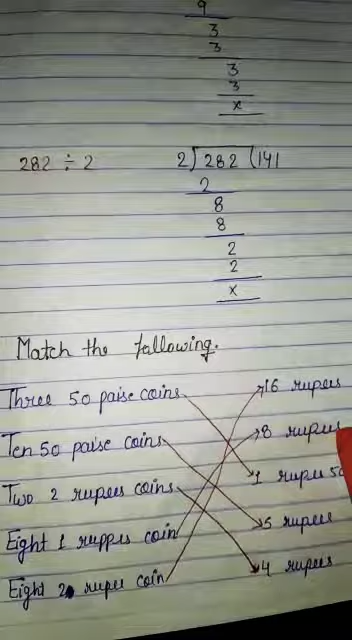 9
3
3
3
3
x
282 ÷ 2 2)282(141
2
8
8
2
2
x
Match the following.
Three 50 paise coins 16 rupees
Ten 50 paise coins 8 rupees
Two 2 rupees coins 1 rupee 50
Eight 1 ruppes coin 5 rupees
Eight 2 rupee coin 4 rupees